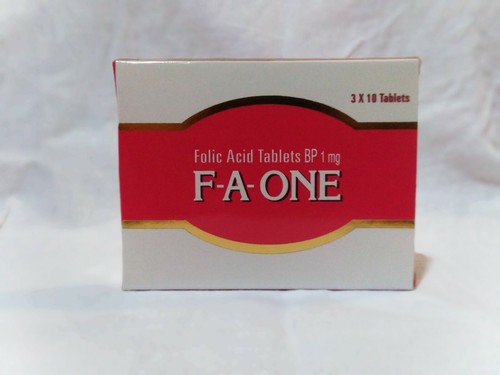 3 X 10 Tablets
Folic Acid Tablets BP 1 mg
F-A-ONE